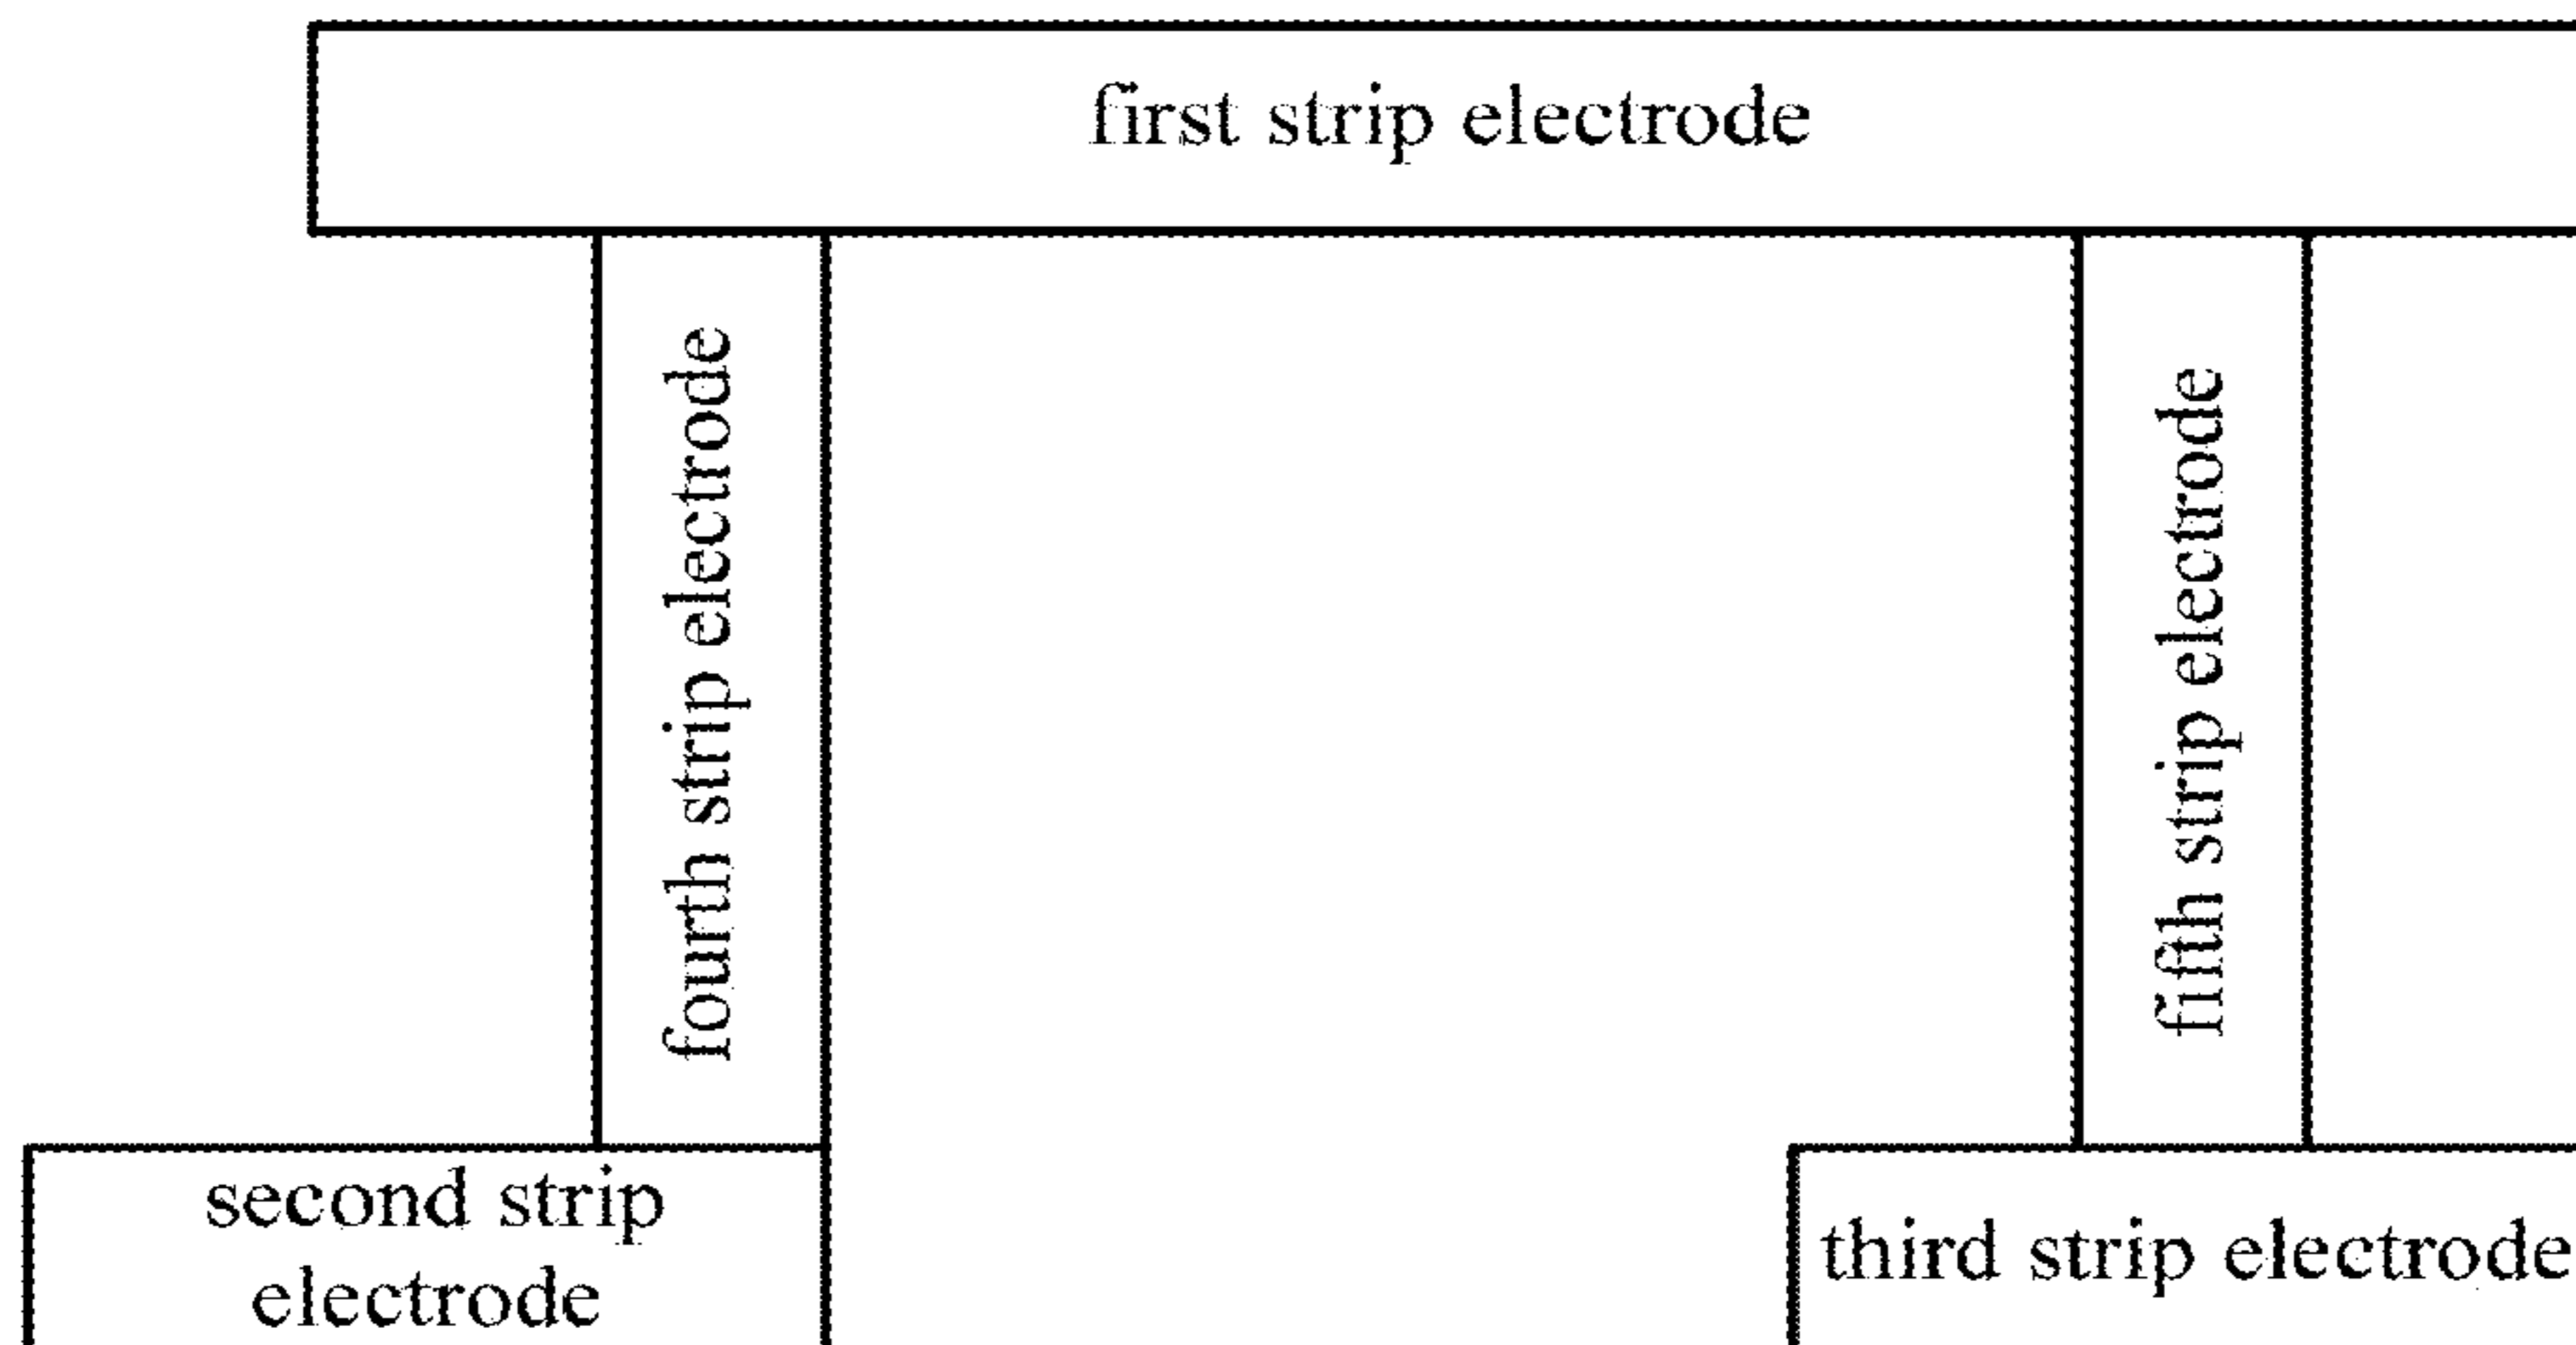 first strip electrode
fourth strip electrode
fifth strip electrode
second strip
electrode
third strip electrode